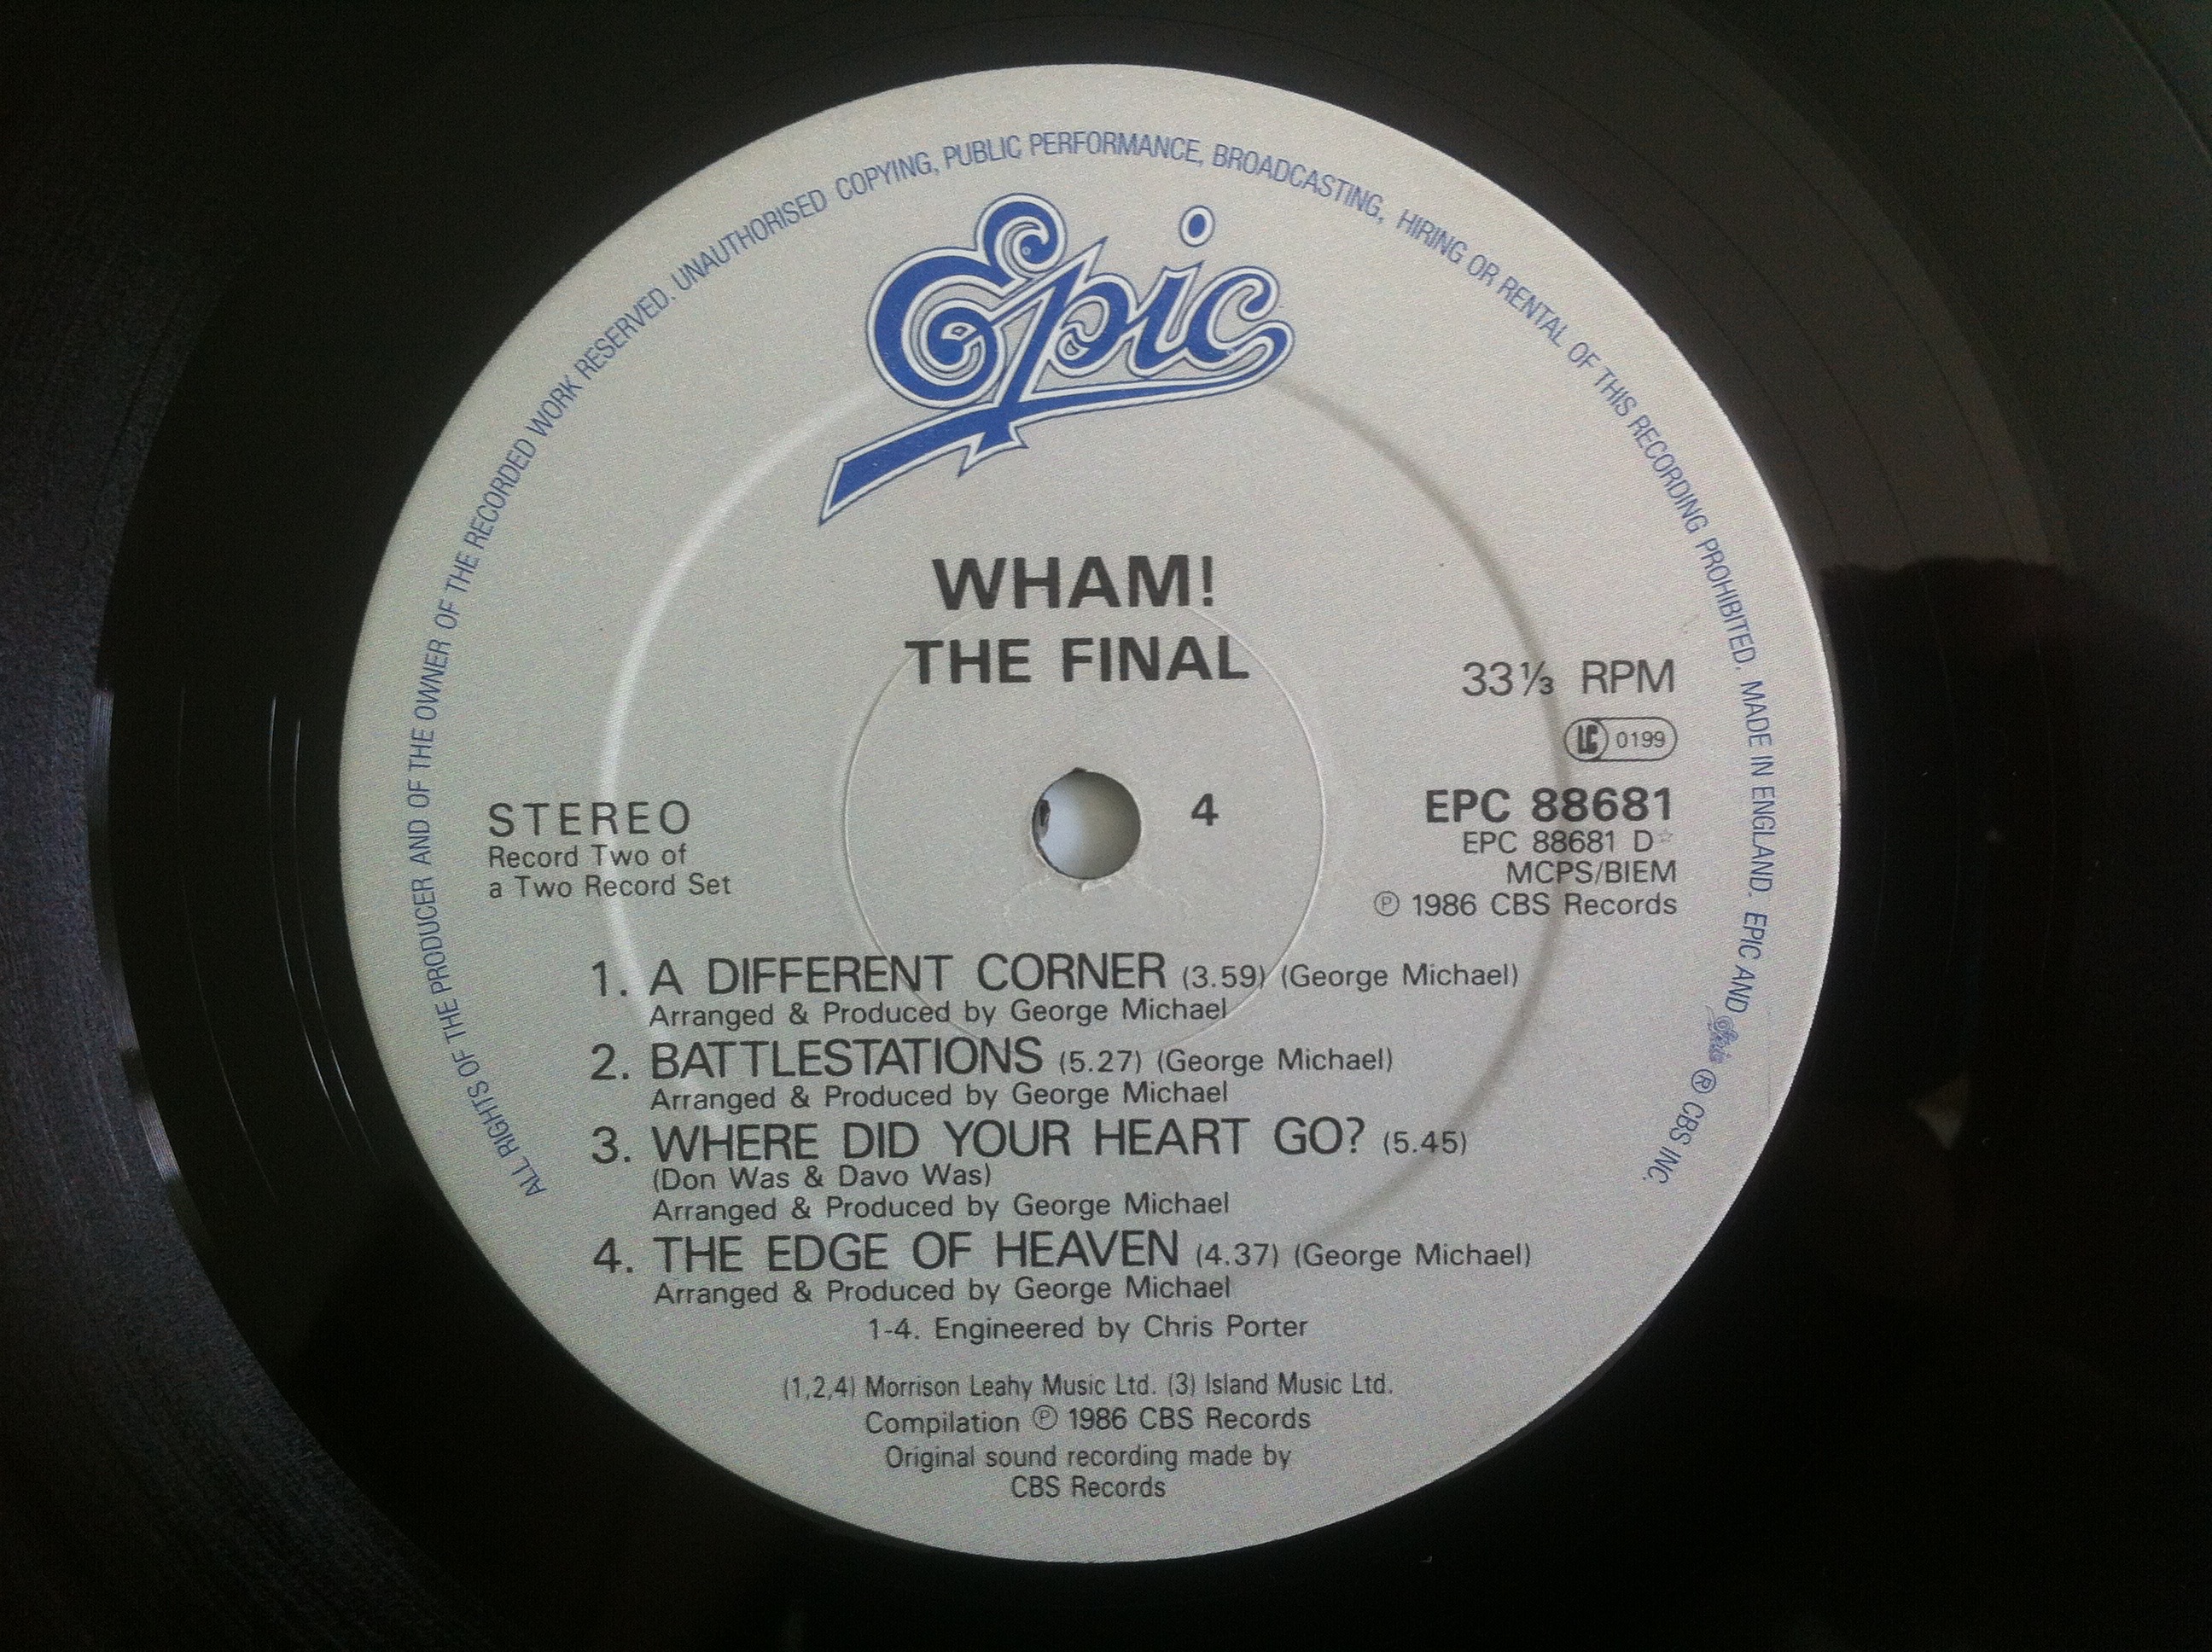 ALL RIGHTS OF THE PRODUCER AND OF THE OWNER OF THE RECORDED WORK RESERVED. UNAUTHORISED COPYING, PUBLIC PERFORMANCE, BROADCASTING, HIRING OR RENTAL OF THIS RECORDING PROHIBITED. MADE IN ENGLAND. EPIC AND Epic ® CBS INC.
Epic
WHAM!
THE FINAL
33⅓ RPM
LC 0199
STEREO
Record Two of
a Two Record Set
4
EPC 88681
EPC 88681 D☆
MCPS/BIEM
℗ 1986 CBS Records
1. A DIFFERENT CORNER (3.59) (George Michael)
Arranged & Produced by George Michael
2. BATTLESTATIONS (5.27) (George Michael)
Arranged & Produced by George Michael
3. WHERE DID YOUR HEART GO? (5.45)
(Don Was & Davo Was)
Arranged & Produced by George Michael
4. THE EDGE OF HEAVEN (4.37) (George Michael)
Arranged & Produced by George Michael
1-4. Engineered by Chris Porter
(1,2,4) Morrison Leahy Music Ltd. (3) Island Music Ltd.
Compilation ℗ 1986 CBS Records
Original sound recording made by
CBS Records